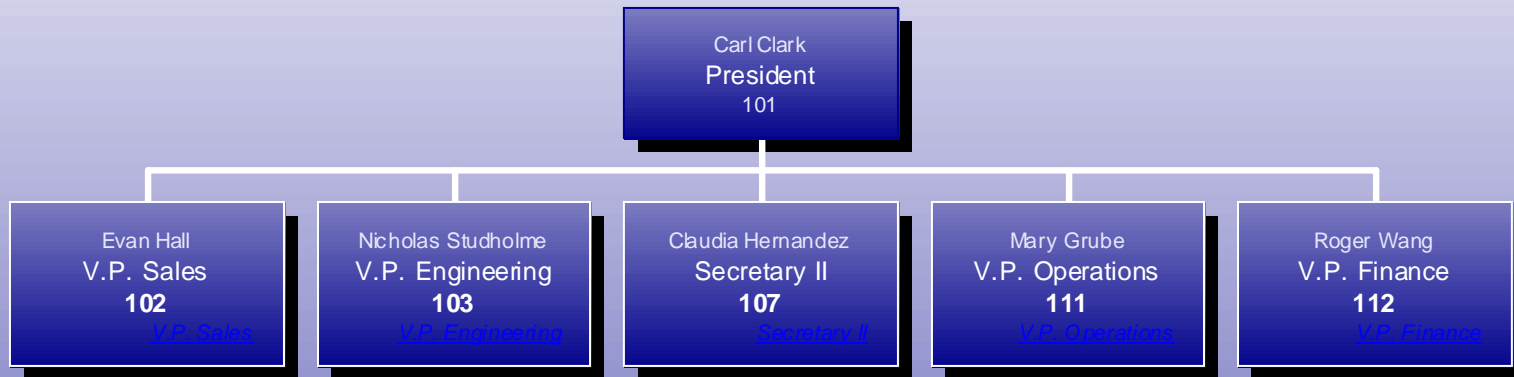 Carl Clark
President
101
Evan Hall
V.P. Sales
102
V.P. Sales
Nicholas Studholme
V.P. Engineering
103
V.P. Engineering
Claudia Hernandez
Secretary II
107
Secretary II
Mary Grube
V.P. Operations
111
V.P. Operations
Roger Wang
V.P. Finance
112
V.P. Finance